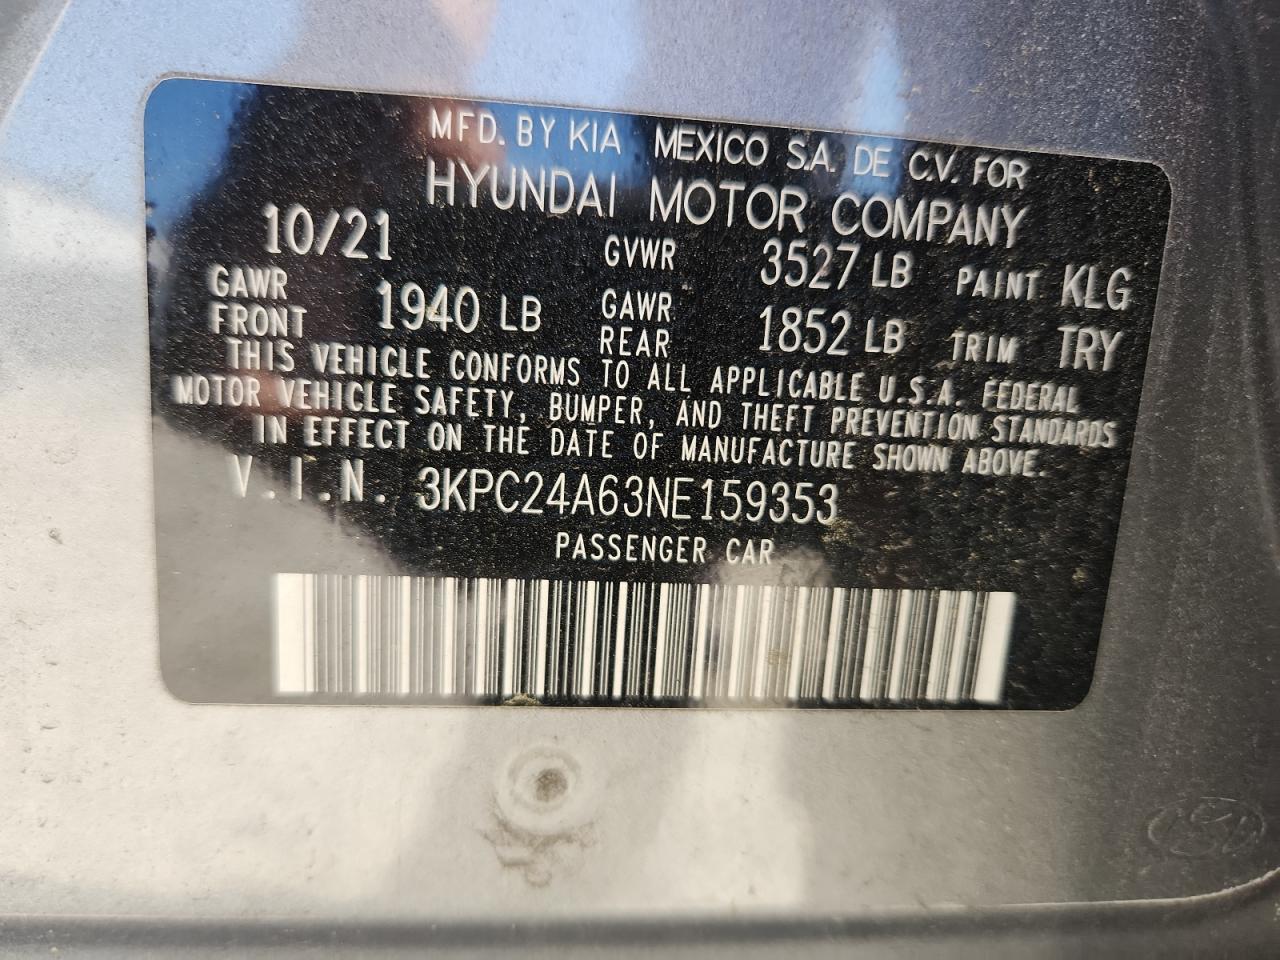 MFD. BY KIA MEXICO S.A. DE C.V. FOR
HYUNDAI MOTOR COMPANY
10/21 GVWR 3527 LB PAINT KLG
GAWR FRONT 1940 LB GAWR REAR 1852 LB TRIM TRY
THIS VEHICLE CONFORMS TO ALL APPLICABLE U.S.A. FEDERAL
MOTOR VEHICLE SAFETY, BUMPER, AND THEFT PREVENTION STANDARDS
IN EFFECT ON THE DATE OF MANUFACTURE SHOWN ABOVE.
V.I.N. 3KPC24A63NE159353
PASSENGER CAR